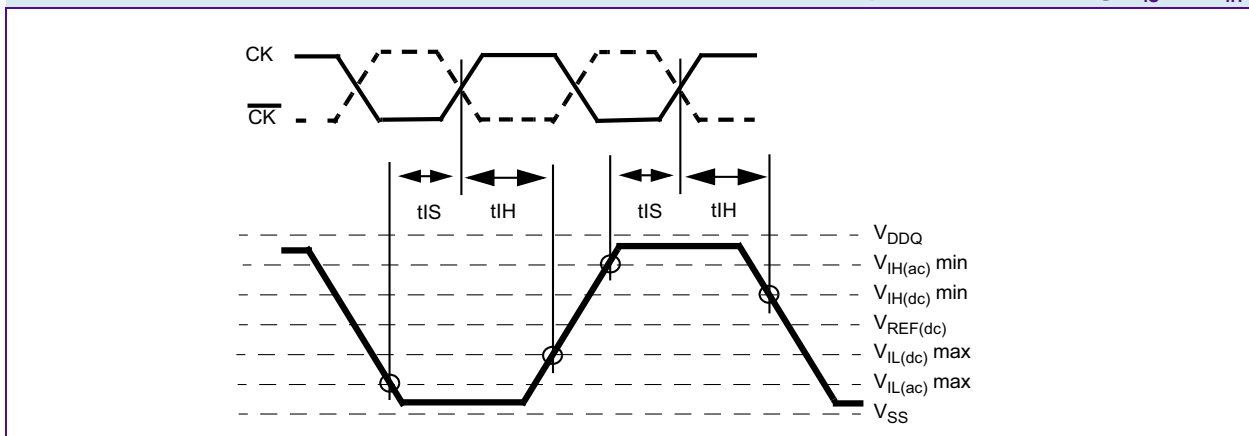 CK
CK
tIS tIH tIS tIH
VDDQ
VIH(ac) min
VIH(dc) min
VREF(dc)
VIL(dc) max
VIL(ac) max
VSS